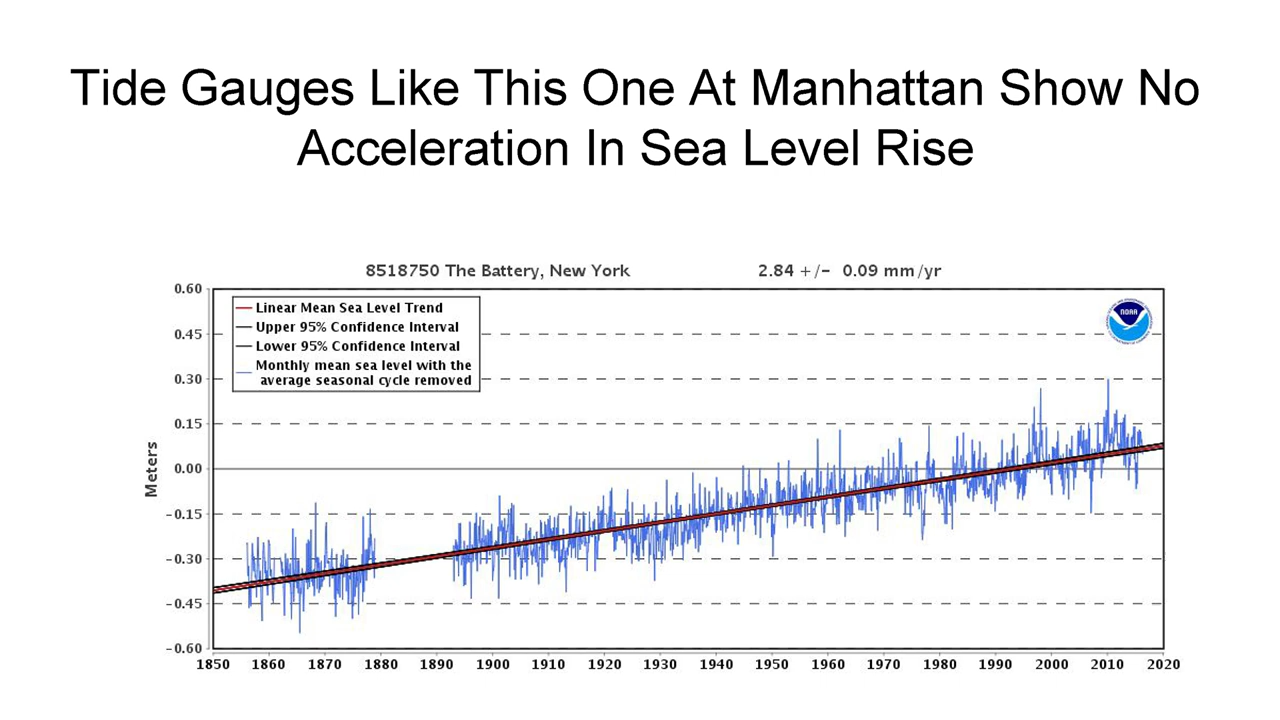 Tide Gauges Like This One At Manhattan Show No
Acceleration In Sea Level Rise
8518750 The Battery, New York
2.84 +/- 0.09 mm/yr
Linear Mean Sea Level Trend
Upper 95% Confidence Interval
Lower 95% Confidence Interval
Monthly mean sea level with the
average seasonal cycle removed
NOAA
Meters
0.60
0.45
0.30
0.15
0.00
-0.15
-0.30
-0.45
-0.60
1850 1860 1870 1880 1890 1900 1910 1920 1930 1940 1950 1960 1970 1980 1990 2000 2010 2020